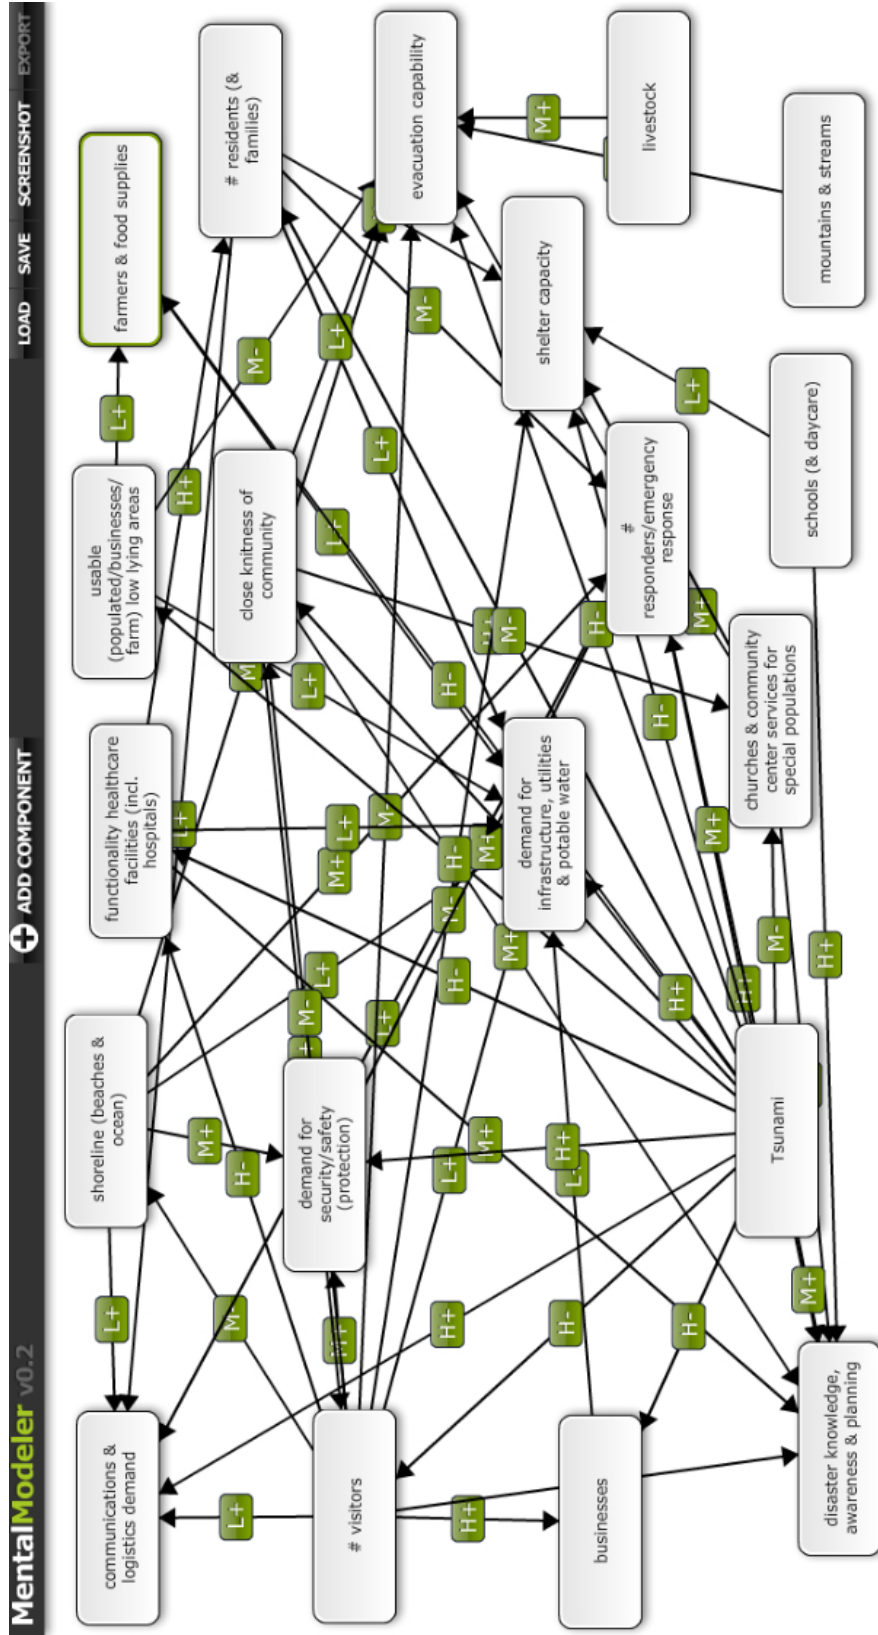 MentalModeler v0.2
ADD COMPONENT
LOAD
SAVE
SCREENSHOT
EXPORT
communications &
logistics demand
shoreline (beaches &
ocean)
functionality healthcare
facilities (incl.
hospitals)
usable
(populated/businesses/
farm) low lying areas
farmers & food supplies
# residents (&
families)
close knitness of
community
demand for
security/safety
(protection)
# visitors
evacuation capability
shelter capacity
demand for
infrastructure, utilities
& potable water
businesses
livestock
#
responders/emergency
response
churches & community
center services for
special populations
Tsunami
disaster knowledge,
awareness & planning
schools (& daycare)
mountains & streams
L+
L+
H+
M-
M+
L+
M-
H-
L+
L+
M-
L+
L+
L+
M-
M+
M+
L+
M-
L+
H-
H-
M-
M+
H-
M+
L+
M+
H+
H+
H-
H+
H-
M-
H-
H-
M+
M+
H+
M-
H+
M+
L+
M+